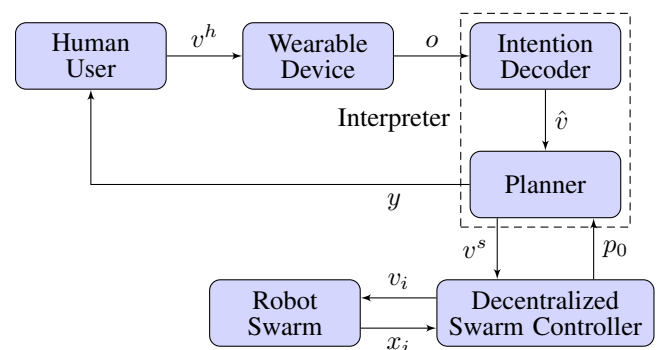 Human
User
v^h
Wearable
Device
o
Intention
Decoder
Interpreter
v̂
Planner
y
v^s
p_0
Robot
Swarm
v_i
x_i
Decentralized
Swarm Controller